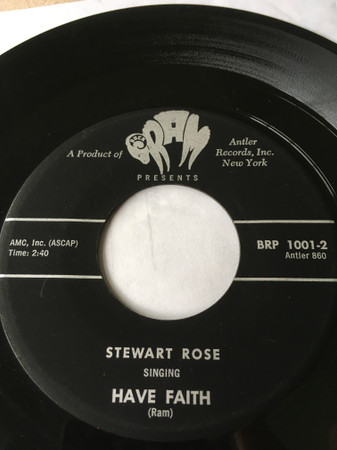 A Product of
RAM
Antler
Records, Inc.
New York
PRESENTS
AMC, Inc. (ASCAP)
Time: 2:40
BRP 1001-2
Antler 860
STEWART ROSE
SINGING
HAVE FAITH
(Ram)